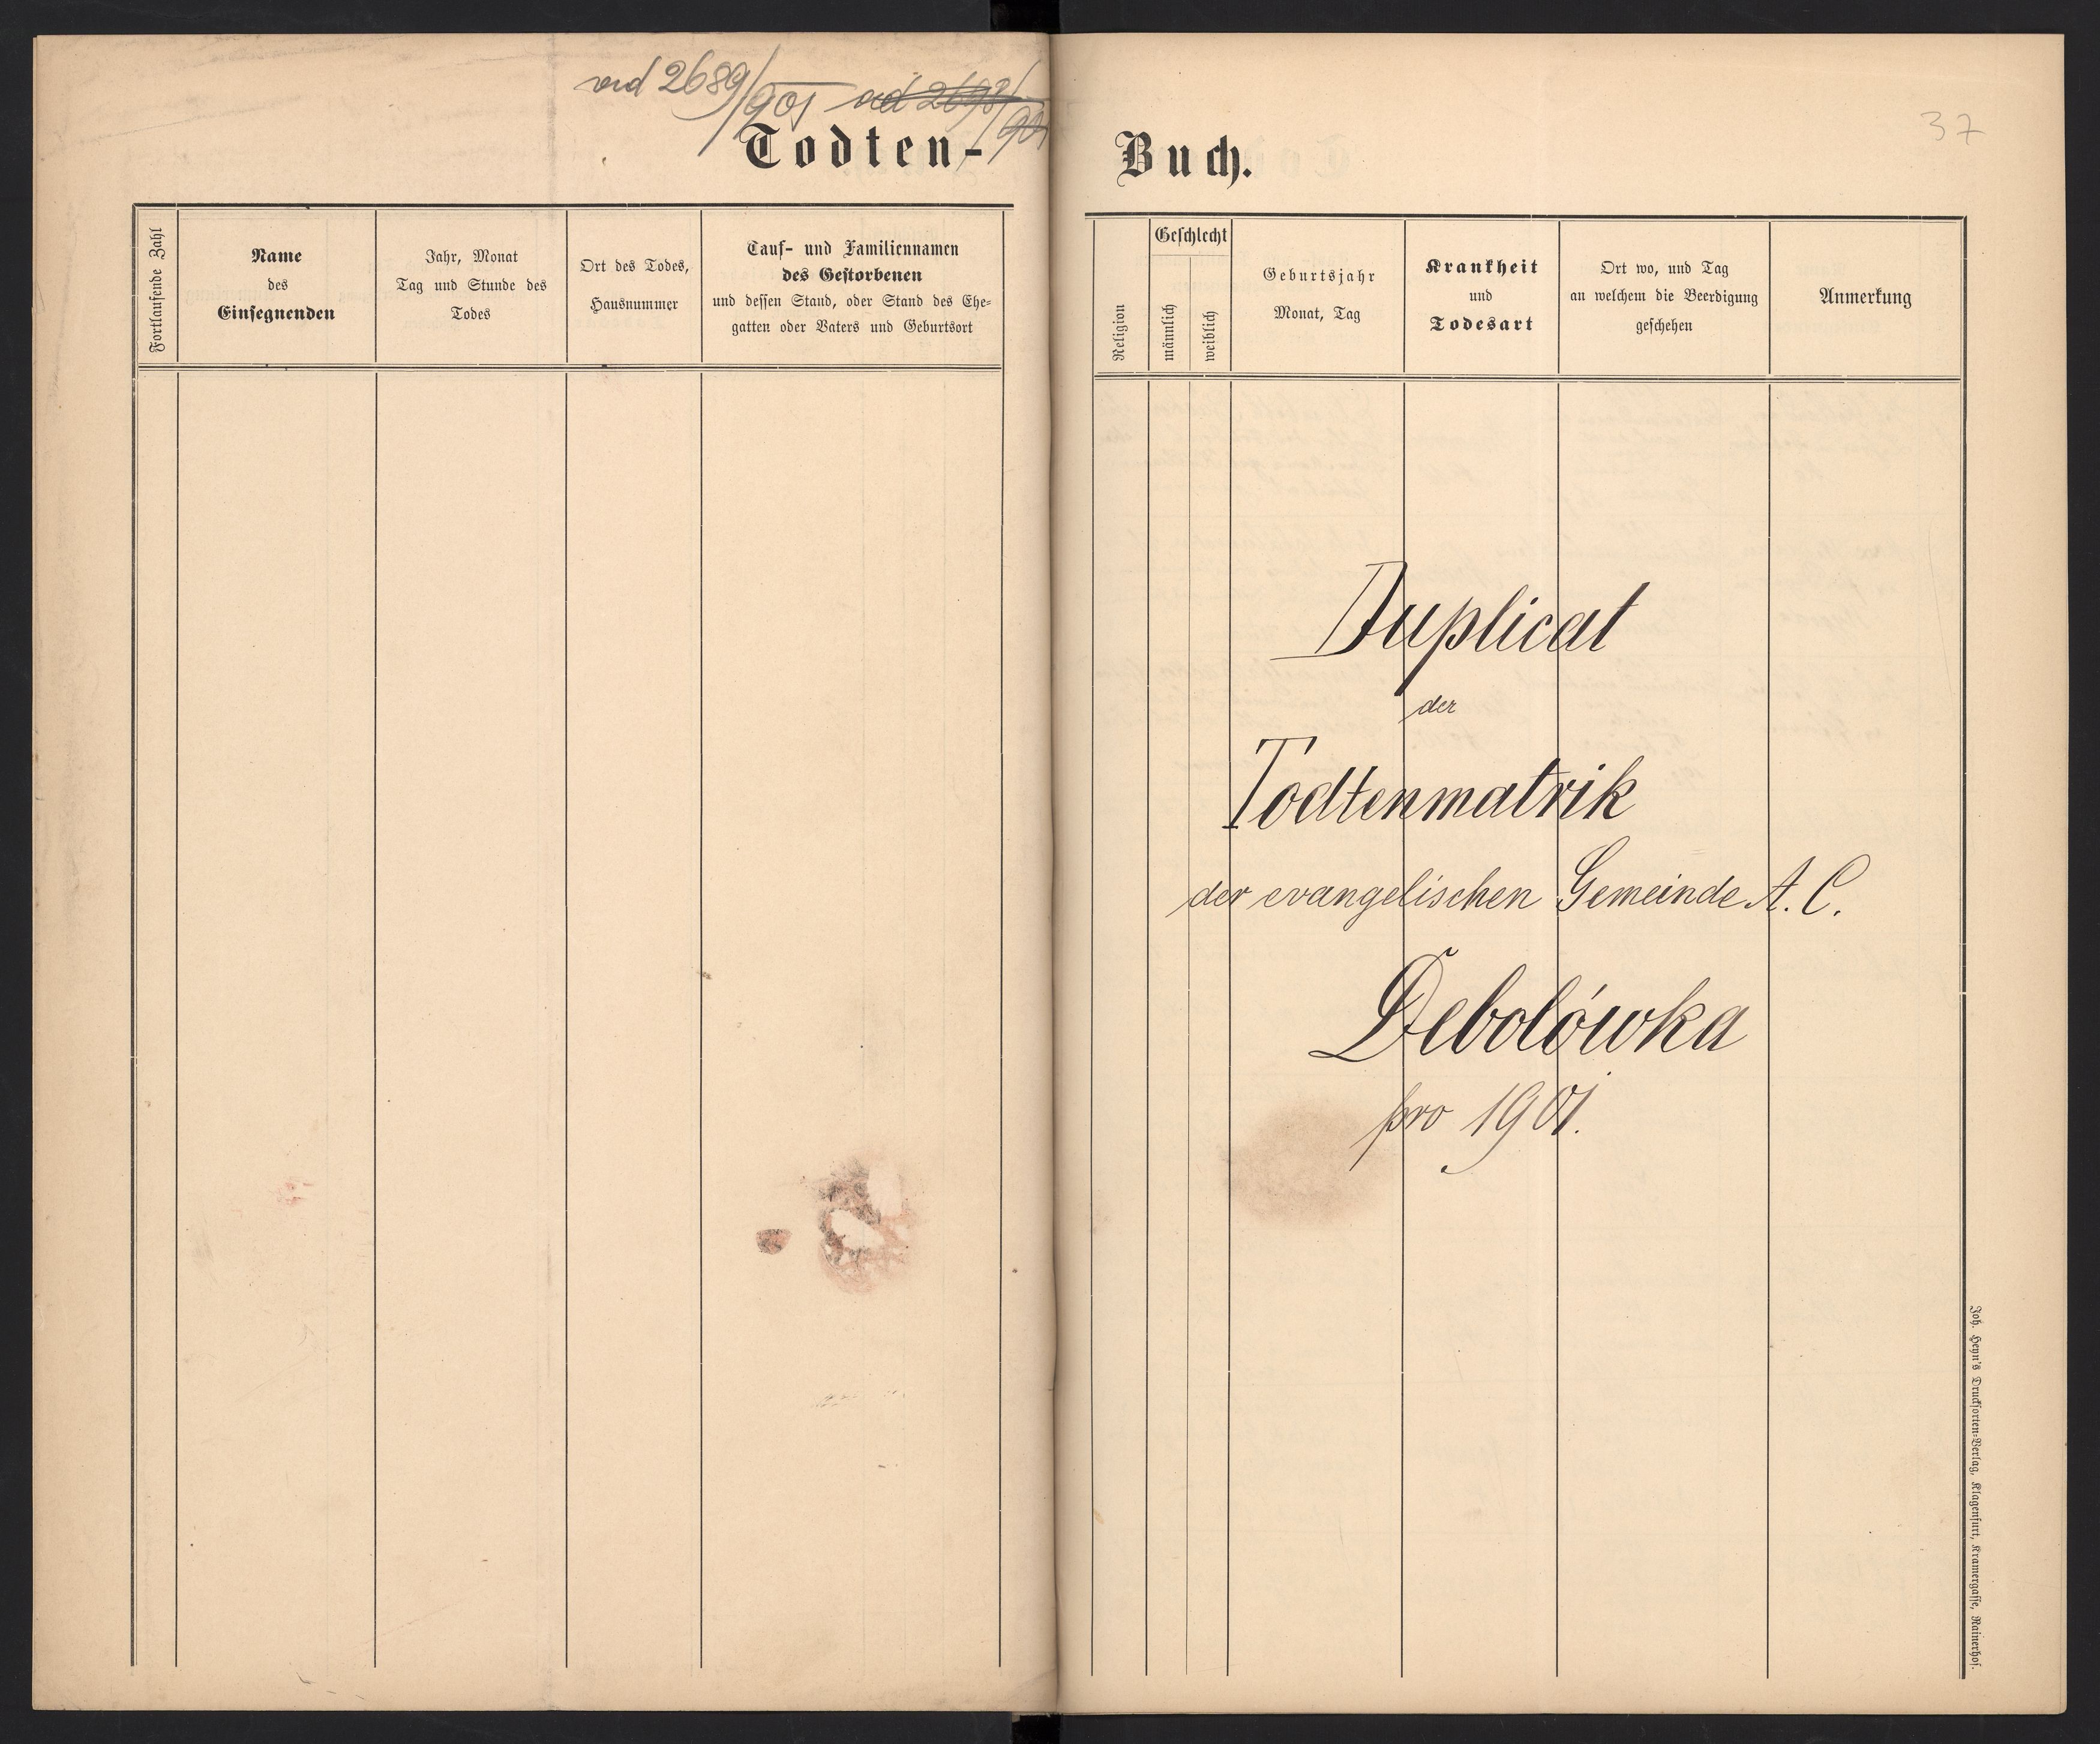 ad 2689/901 ad 2698/901
Todten-
Fortlaufende Zahl
Name
des
Einsegnenden
Jahr, Monat
Tag und Stunde des
Todes
Ort des Todes,
Hausnummer
Tauf- und Familiennamen
des Gestorbenen
und dessen Stand, oder Stand des Ehe-
gatten oder Vaters und Geburtsort
37
Buch.
Religion
Geschlecht
männlich
weiblich
Geburtsjahr
Monat, Tag
Krankheit
und
Todesart
Ort wo, und Tag
an welchem die Beerdigung
geschehen
Anmerkung
Duplicat
der
Todtenmatrik
der evangelischen Gemeinde A. C.
Debolówka
pro 1901.
Joh. Heyn's Drucksorten-Verlag, Klagenfurt, Kramergasse, Rainerhof.